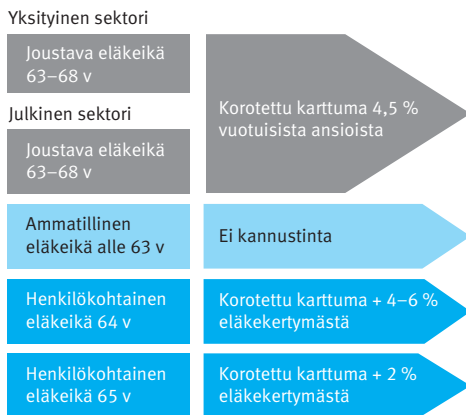 Yksityinen sektori
Joustava eläkeikä
63–68 v
Julkinen sektori
Joustava eläkeikä
63–68 v
Korotettu karttuma 4,5 %
vuotuisista ansioista
Ammatillinen
eläkeikä alle 63 v
Ei kannustinta
Henkilökohtainen
eläkeikä 64 v
Korotettu karttuma + 4–6 %
eläkekertymästä
Henkilökohtainen
eläkeikä 65 v
Korotettu karttuma + 2 %
eläkekertymästä